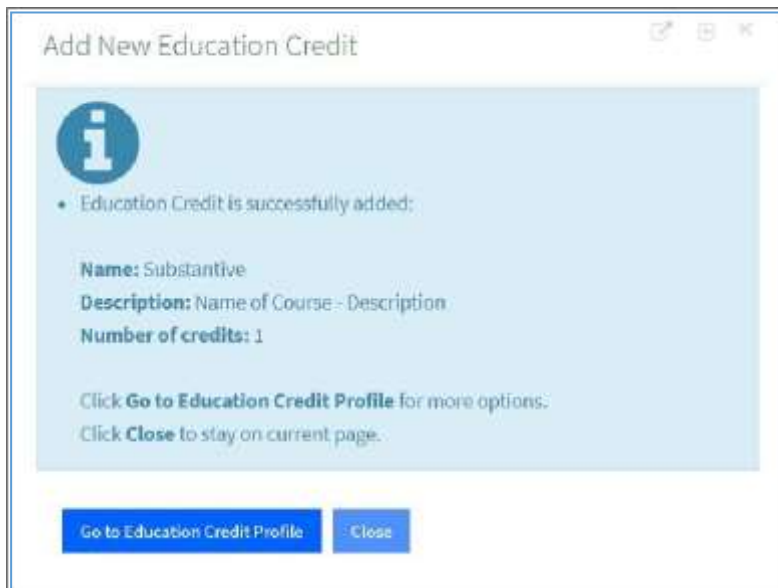 Add New Education Credit
• Education Credit is successfully added:
Name: Substantive
Description: Name of Course - Description
Number of credits: 1
Click Go to Education Credit Profile for more options.
Click Close to stay on current page.
Go to Education Credit Profile
Close